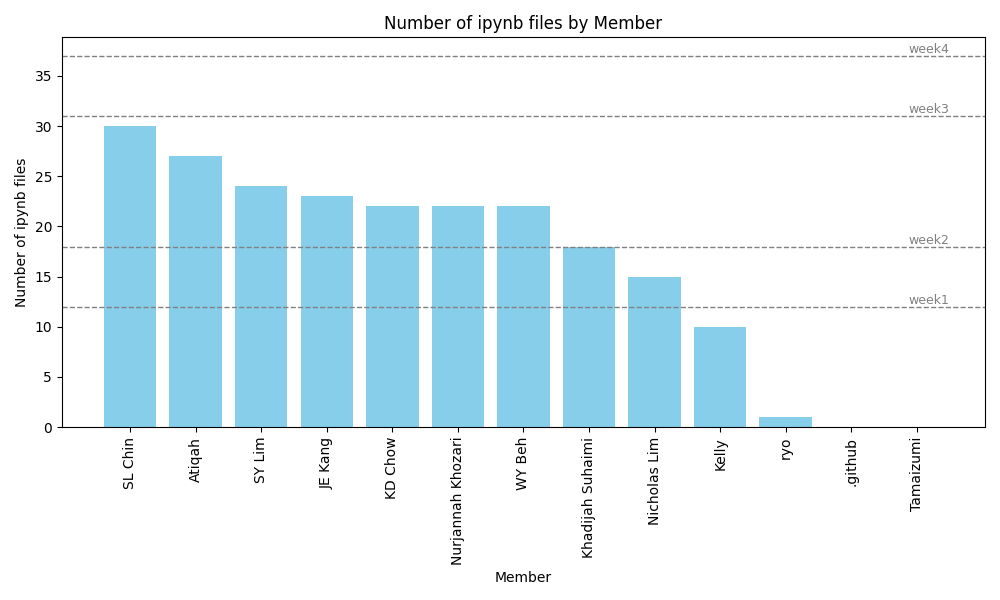 Number of ipynb files by Member
Number of ipynb files
35
30
25
20
15
10
5
0
week4
week3
week2
week1
SL Chin
Atiqah
SY Lim
JE Kang
KD Chow
Nurjannah Khozari
WY Beh
Khadijah Suhaimi
Nicholas Lim
Kelly
ryo
.github
Tamaizumi
Member